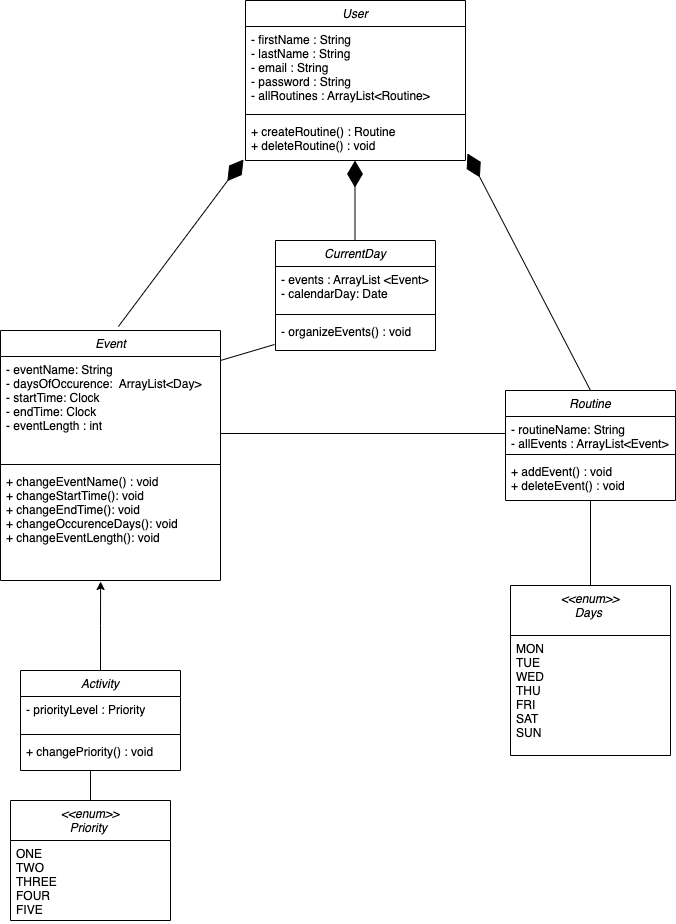 User
- firstName : String
- lastName : String
- email : String
- password : String
- allRoutines : ArrayList<Routine>
+ createRoutine() : Routine
+ deleteRoutine() : void
CurrentDay
- events : ArrayList <Event>
- calendarDay: Date
- organizeEvents() : void
Event
- eventName: String
- daysOfOccurence:  ArrayList<Day>
- startTime: Clock
- endTime: Clock
- eventLength : int
+ changeEventName() : void
+ changeStartTime(): void
+ changeEndTime(): void
+ changeOccurenceDays(): void
+ changeEventLength(): void
Routine
- routineName: String
- allEvents : ArrayList<Event>
+ addEvent() : void
+ deleteEvent() : void
<<enum>>
Days
MON
TUE
WED
THU
FRI
SAT
SUN
Activity
- priorityLevel : Priority
+ changePriority() : void
<<enum>>
Priority
ONE
TWO
THREE
FOUR
FIVE